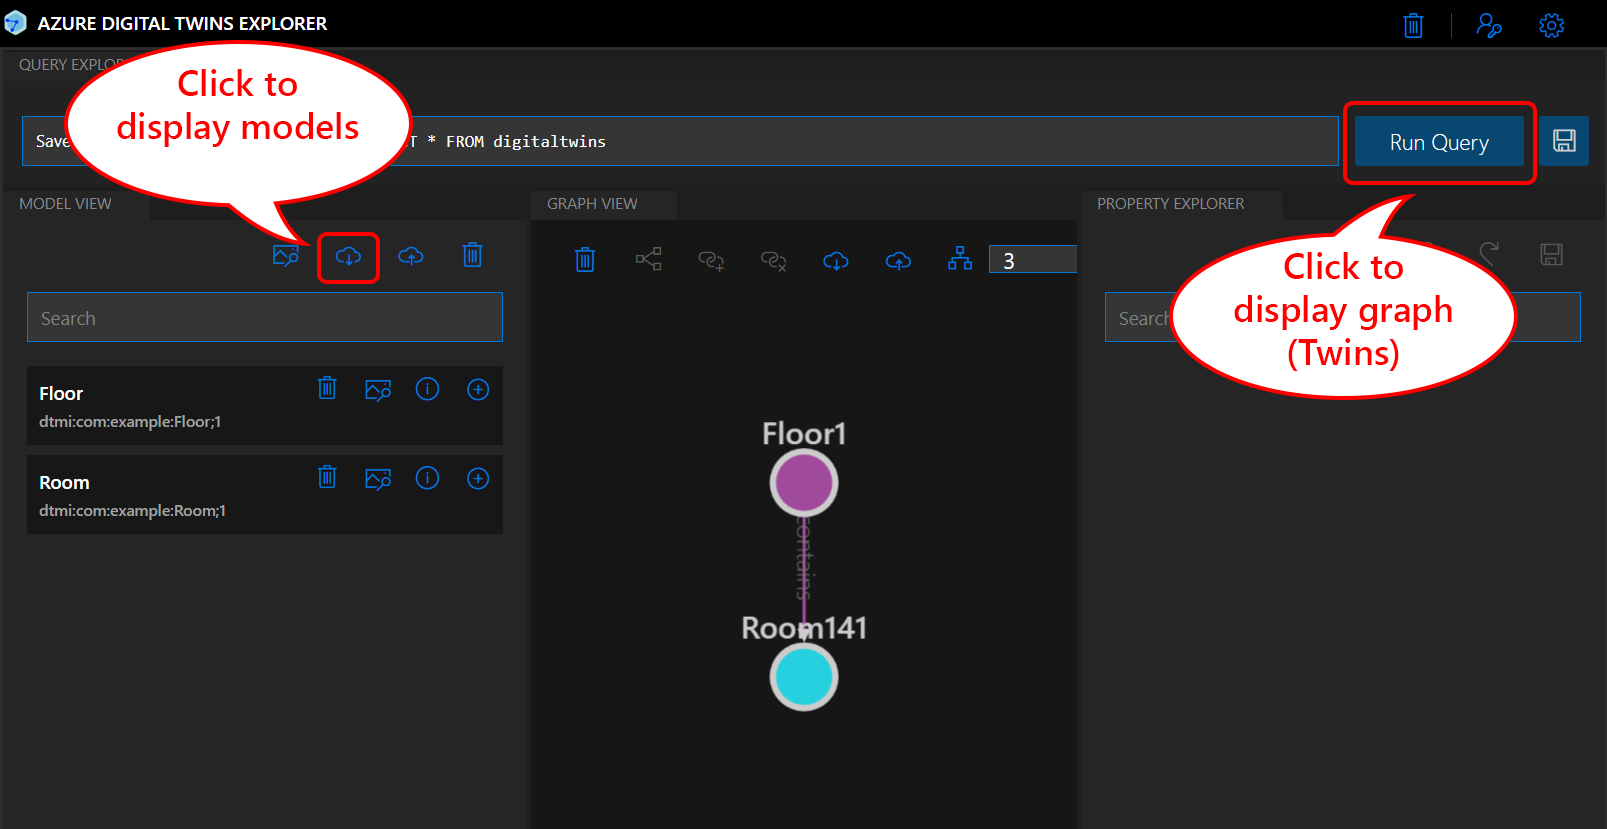 AZURE DIGITAL TWINS EXPLORER
QUERY EXPLO
Click to
display models
Save
T * FROM digitaltwins
Run Query
MODEL VIEW
GRAPH VIEW
PROPERTY EXPLORER
3
Click to
display graph
(Twins)
Search
Search
Floor
dtmi:com:example:Floor;1
Room
dtmi:com:example:Room;1
Floor1
contains
Room141